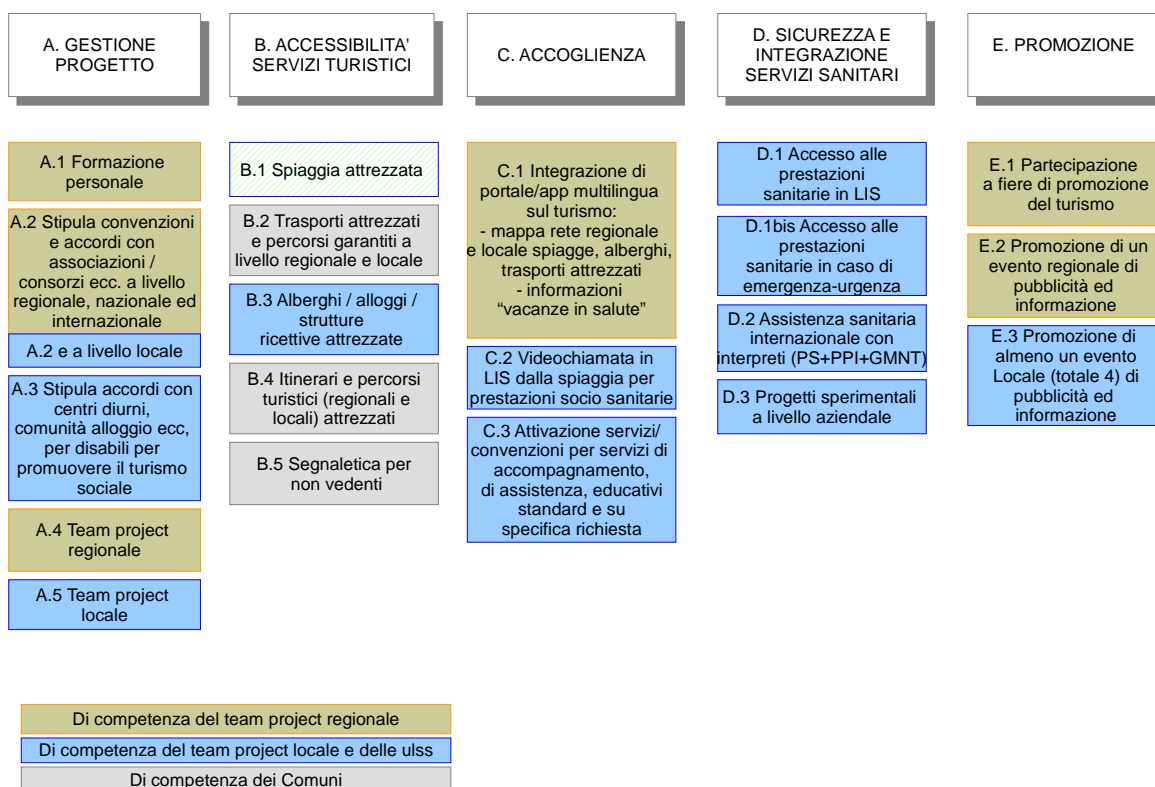 A. GESTIONE
PROGETTO
B. ACCESSIBILITA'
SERVIZI TURISTICI
C. ACCOGLIENZA
D. SICUREZZA E
INTEGRAZIONE
SERVIZI SANITARI
E. PROMOZIONE
A.1 Formazione
personale
A.2 Stipula convenzioni
e accordi con
associazioni /
consorzi ecc. a livello
regionale, nazionale ed
internazionale
A.2 e a livello locale
A.3 Stipula accordi con
centri diurni,
comunità alloggio ecc,
per disabili per
promuovere il turismo
sociale
A.4 Team project
regionale
A.5 Team project
locale
B.1 Spiaggia attrezzata
B.2 Trasporti attrezzati
e percorsi garantiti a
livello regionale e locale
B.3 Alberghi / alloggi /
strutture
ricettive attrezzate
B.4 Itinerari e percorsi
turistici (regionali e
locali) attrezzati
B.5 Segnaletica per
non vedenti
C.1 Integrazione di
portale/app multilingua
sul turismo:
- mappa rete regionale
e locale spiagge, alberghi,
trasporti attrezzati
- informazioni
“vacanze in salute”
C.2 Videochiamata in
LIS dalla spiaggia per
prestazioni socio sanitarie
C.3 Attivazione servizi/
convenzioni per servizi di
accompagnamento,
di assistenza, educativi
standard e su
specifica richiesta
D.1 Accesso alle
prestazioni
sanitarie in LIS
D.1bis Accesso alle
prestazioni
sanitarie in caso di
emergenza-urgenza
D.2 Assistenza sanitaria
internazionale con
interpreti (PS+PPI+GMNT)
D.3 Progetti sperimentali
a livello aziendale
E.1 Partecipazione
a fiere di promozione
del turismo
E.2 Promozione di un
evento regionale di
pubblicità ed
informazione
E.3 Promozione di
almeno un evento
Locale (totale 4) di
pubblicità ed
informazione
Di competenza del team project regionale
Di competenza del team project locale e delle ulss
Di competenza dei Comuni